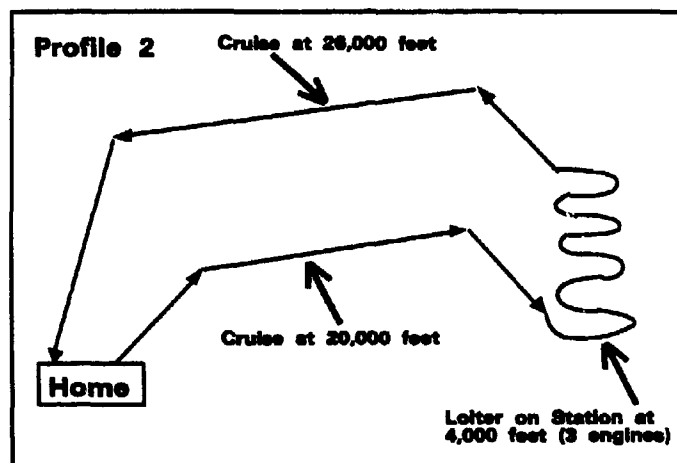 Profile 2
Cruise at 26,000 feet
Cruise at 20,000 feet
Home
Loiter on Station at
4,000 feet (3 engines)